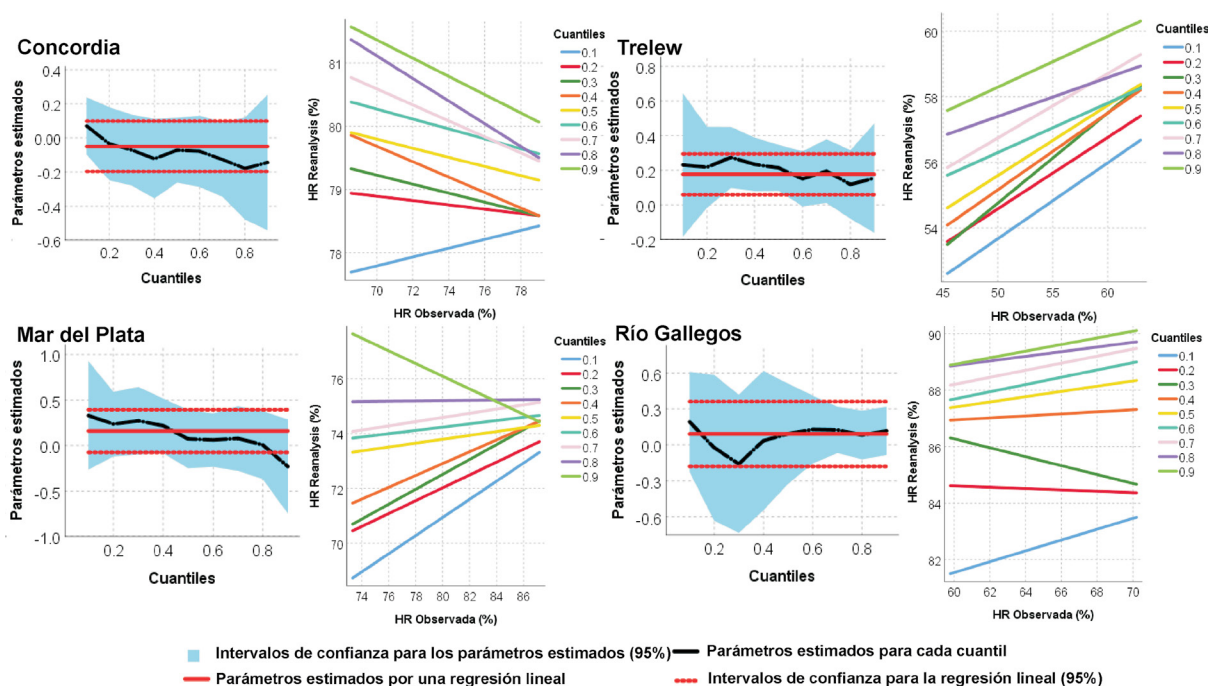 Concordia
Parámetros estimados
0.4
0.2
0.00
-0.2
-0.4
-0.6
0.2 0.4 0.6 0.8
Cuantiles
HR Reanalysis (%)
81
80
79
78
70 72 74 76 78
HR Observada (%)
Cuantiles
0.1
0.2
0.3
0.4
0.5
0.6
0.7
0.8
0.9
Trelew
Parámetros estimados
0.8
0.6
0.4
0.2
0.0
-0.2
0.2 0.4 0.6 0.8
Cuantiles
HR Reanalysis (%)
60
58
56
54
45 50 55 60
HR Observada (%)
Cuantiles
0.1
0.2
0.3
0.4
0.5
0.6
0.7
0.8
0.9
Mar del Plata
Parámetros estimados
1.0
0.5
0.0
-0.5
-1.0
0.2 0.4 0.6 0.8
Cuantiles
HR Reanalysis (%)
76
74
72
70
74 76 78 80 82 84 86
HR Observada (%)
Cuantiles
0.1
0.2
0.3
0.4
0.5
0.6
0.7
0.8
0.9
Río Gallegos
Parámetros estimados
0.6
0.3
0.0
-0.3
-0.6
0.2 0.4 0.6 0.8
Cuantiles
HR Reanalysis (%)
90
88
86
84
82
60 62 64 66 68 70
HR Observada (%)
Cuantiles
0.1
0.2
0.3
0.4
0.5
0.6
0.7
0.8
0.9
Intervalos de confianza para los parámetros estimados (95%)
Parámetros estimados para cada cuantil
Parámetros estimados por una regresión lineal
Intervalos de confianza para la regresión lineal (95%)